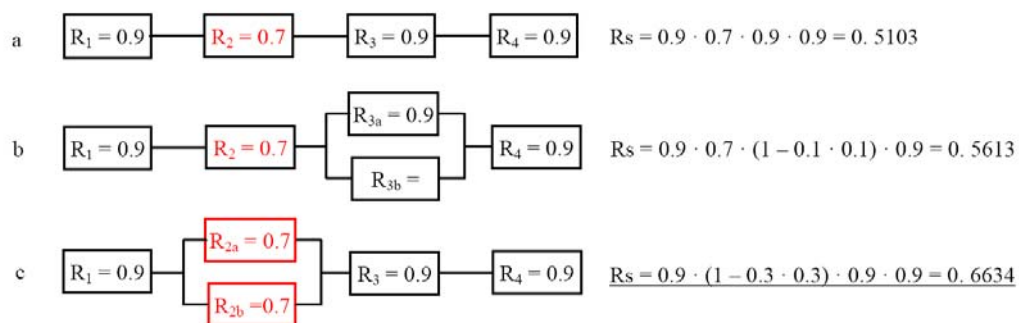 a R₁ = 0.9 R₂ = 0.7 R₃ = 0.9 R₄ = 0.9 Rs = 0.9 · 0.7 · 0.9 · 0.9 = 0. 5103
R₃ₐ = 0.9
b R₁ = 0.9 R₂ = 0.7 R₄ = 0.9 Rs = 0.9 · 0.7 · (1 – 0.1 · 0.1) · 0.9 = 0. 5613
R₃b =
R₂ₐ = 0.7
c R₁ = 0.9 R₃ = 0.9 R₄ = 0.9 Rs = 0.9 · (1 – 0.3 · 0.3) · 0.9 · 0.9 = 0. 6634
R₂b =0.7